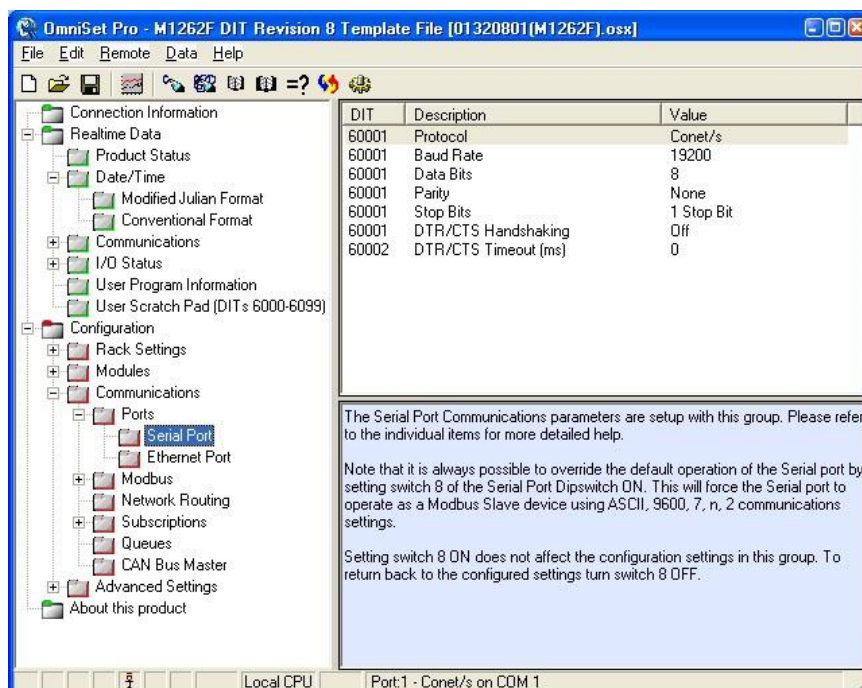 OmniSet Pro - M1262F DIT Revision 8 Template File [01320801(M1262F).osx]
File Edit Remote Data Help
=?
Connection Information
Realtime Data
Product Status
Date/Time
Modified Julian Format
Conventional Format
Communications
I/O Status
User Program Information
User Scratch Pad (DITs 6000-6099)
Configuration
Rack Settings
Modules
Communications
Ports
Serial Port
Ethernet Port
Modbus
Network Routing
Subscriptions
Queues
CAN Bus Master
Advanced Settings
About this product
DIT Description Value
60001 Protocol Conet/s
60001 Baud Rate 19200
60001 Data Bits 8
60001 Parity None
60001 Stop Bits 1 Stop Bit
60001 DTR/CTS Handshaking Off
60002 DTR/CTS Timeout (ms) 0
The Serial Port Communications parameters are setup with this group. Please refer
to the individual items for more detailed help.
Note that it is always possible to override the default operation of the Serial port by
setting switch 8 of the Serial Port Dipswitch ON. This will force the Serial port to
operate as a Modbus Slave device using ASCII, 9600, 7, n, 2 communications
settings.
Setting switch 8 ON does not affect the configuration settings in this group. To
return back to the configured settings turn switch 8 OFF.
Local CPU Port:1 - Conet/s on COM 1